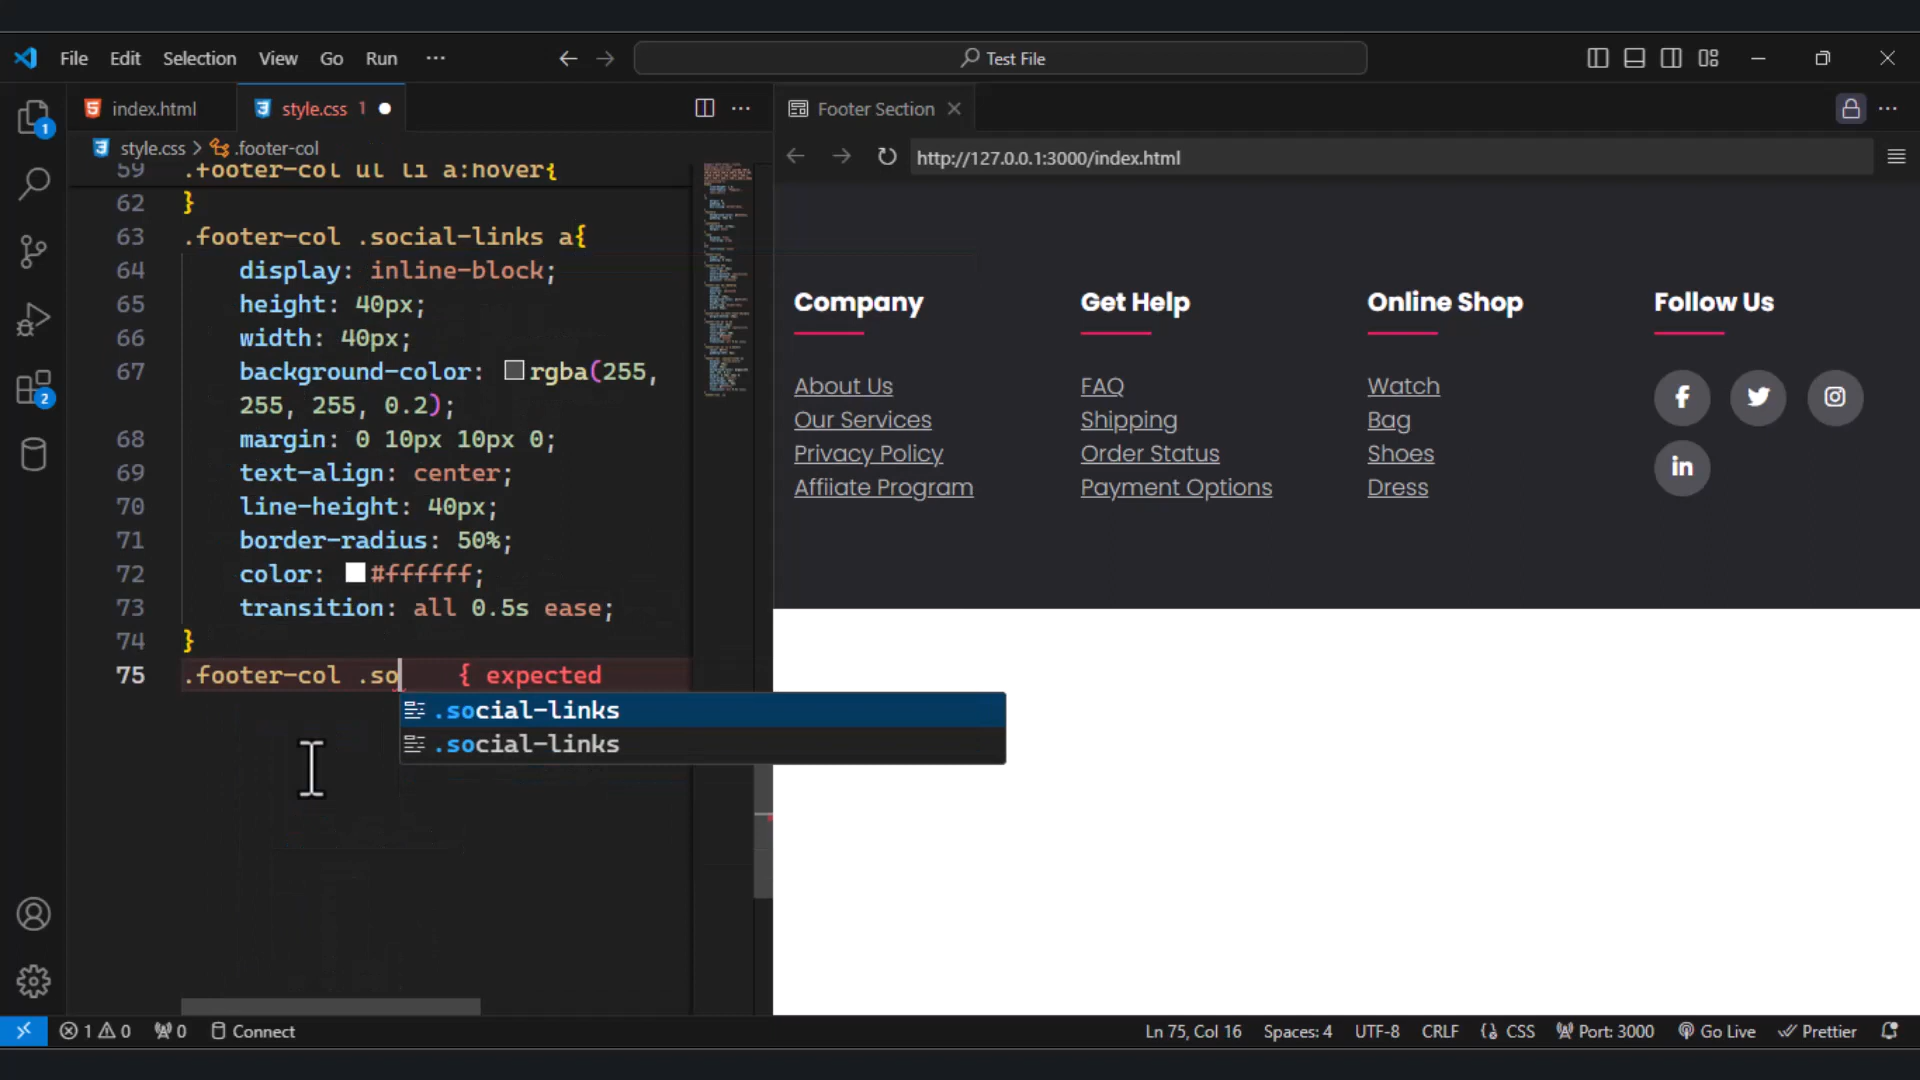 File Edit Selection View Go Run ··· Test File
index.html style.css 1 Footer Section
style.css > .footer-col http://127.0.0.1:3000/index.html
59 .footer-col ul li a:hover{
62 }
63 .footer-col .social-links a{
64 display: inline-block;
65 height: 40px;
66 width: 40px;
67 background-color: rgba(255,
255, 255, 0.2);
68 margin: 0 10px 10px 0;
69 text-align: center;
70 line-height: 40px;
71 border-radius: 50%;
72 color: #ffffff;
73 transition: all 0.5s ease;
74 }
75 .footer-col .so { expected
.social-links
.social-links
1
2
Company
About Us
Our Services
Privacy Policy
Affiiate Program
Get Help
FAQ
Shipping
Order Status
Payment Options
Online Shop
Watch
Bag
Shoes
Dress
Follow Us
f
in
1 0 0 Connect Ln 75, Col 16 Spaces: 4 UTF-8 CRLF CSS Port: 3000 Go Live Prettier